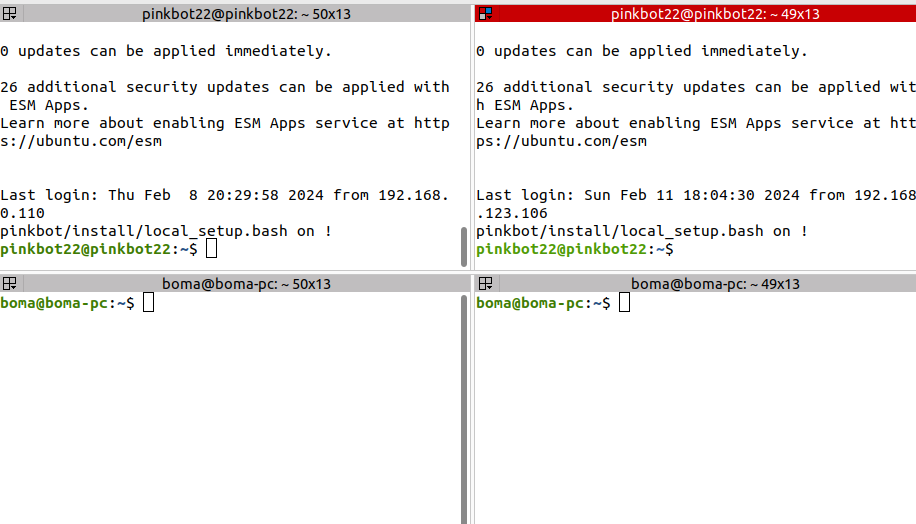 pinkbot22@pinkbot22: ~ 50x13
0 updates can be applied immediately.
26 additional security updates can be applied with
 ESM Apps.
Learn more about enabling ESM Apps service at http
s://ubuntu.com/esm
Last login: Thu Feb  8 20:29:58 2024 from 192.168.
0.110
pinkbot/install/local_setup.bash on !
pinkbot22@pinkbot22:~$
pinkbot22@pinkbot22: ~ 49x13
0 updates can be applied immediately.
26 additional security updates can be applied wit
h ESM Apps.
Learn more about enabling ESM Apps service at htt
ps://ubuntu.com/esm
Last login: Sun Feb 11 18:04:30 2024 from 192.168
.123.106
pinkbot/install/local_setup.bash on !
pinkbot22@pinkbot22:~$
boma@boma-pc: ~ 50x13
boma@boma-pc:~$
boma@boma-pc: ~ 49x13
boma@boma-pc:~$